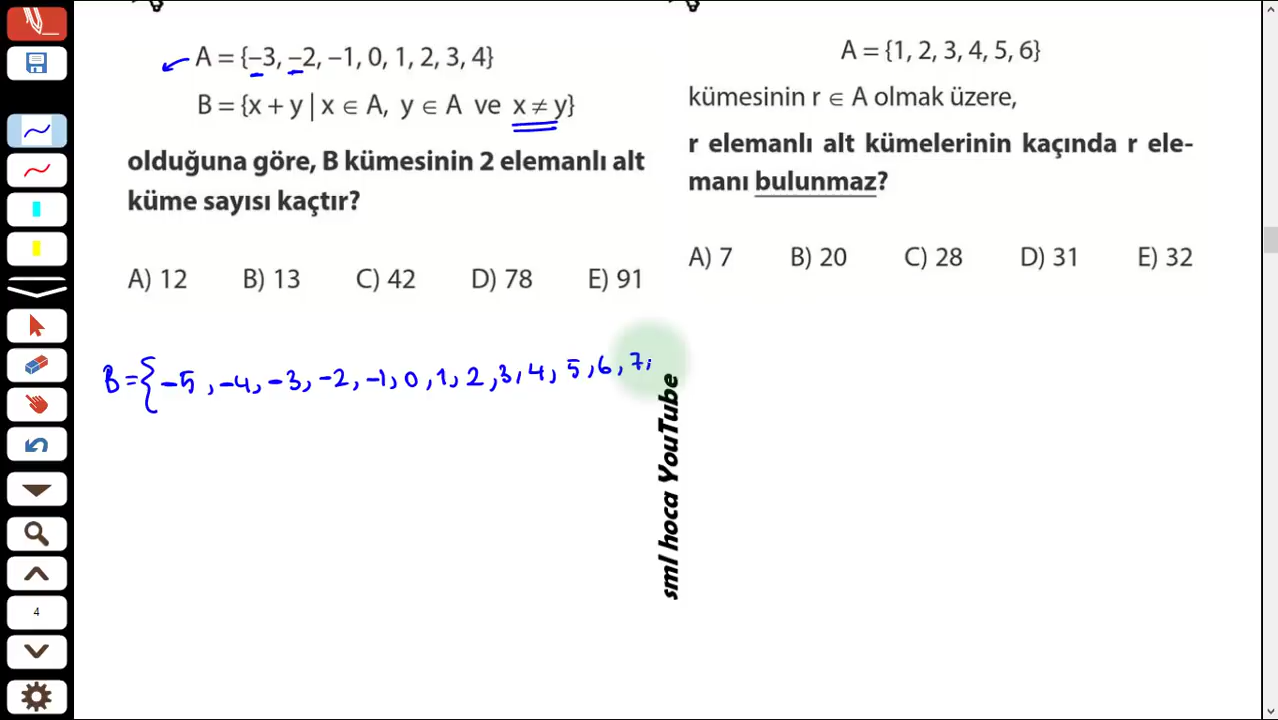 A = {–3, –2, –1, 0, 1, 2, 3, 4}
B = {x + y | x ∈ A, y ∈ A ve x ≠ y}
olduğuna göre, B kümesinin 2 elemanlı alt
küme sayısı kaçtır?
A) 12 B) 13 C) 42 D) 78 E) 91
B = { -5, -4, -3, -2, -1, 0, 1, 2, 3, 4, 5, 6, 7,
A = {1, 2, 3, 4, 5, 6}
kümesinin r ∈ A olmak üzere,
r elemanlı alt kümelerinin kaçında r ele-
manı bulunmaz?
A) 7 B) 20 C) 28 D) 31 E) 32
sml hoca YouTube
4